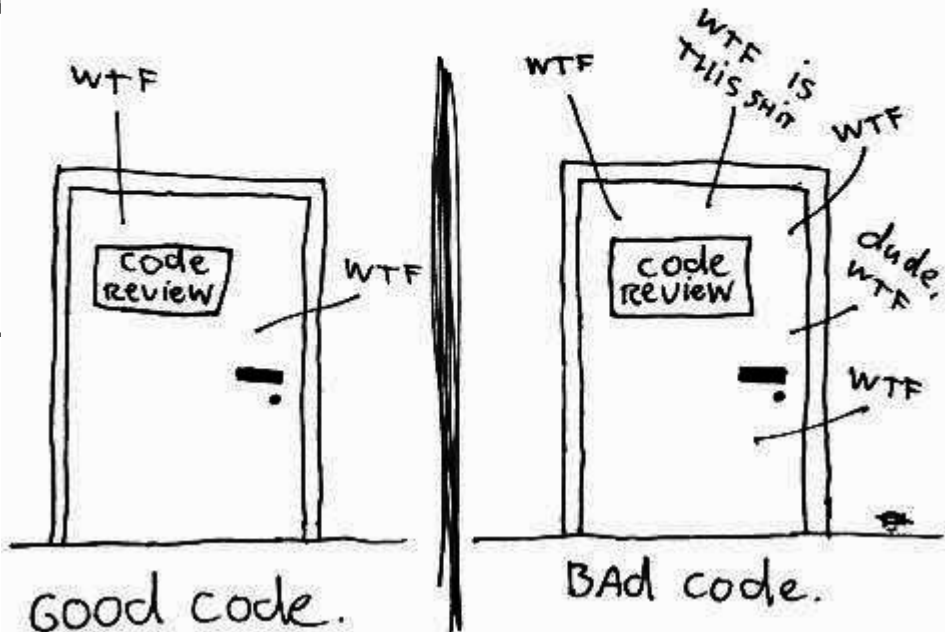 WTF
code
REVIEW
WTF
GOOD code.
WTF
WTF is
THiS SHiT
WTF
code
REVIEW
dude,
WTF
WTF
BAd code.